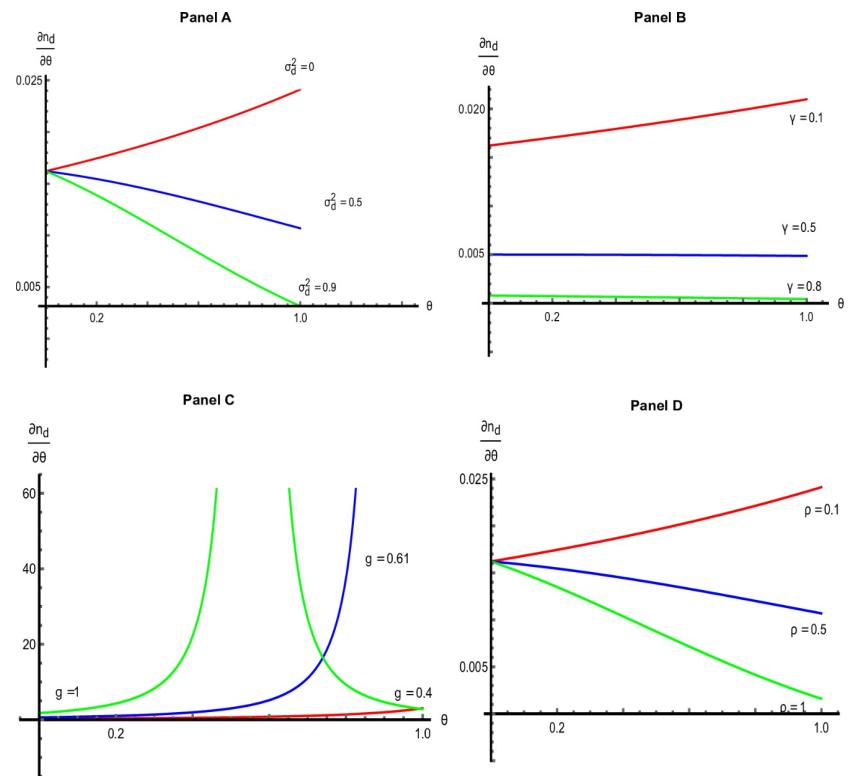 Panel A
∂n_d
∂θ
0.025
σ_d^2 = 0
σ_d^2 = 0.5
σ_d^2 = 0.9
0.005
θ
0.2
1.0
Panel B
∂n_d
∂θ
0.020
γ = 0.1
γ = 0.5
0.005
γ = 0.8
θ
0.2
1.0
Panel C
∂n_d
∂θ
60
g = 0.61
40
20
g =1
g = 0.4
θ
0.2
1.0
Panel D
∂n_d
∂θ
0.025
ρ = 0.1
ρ = 0.5
0.005
ρ = 1
θ
0.2
1.0